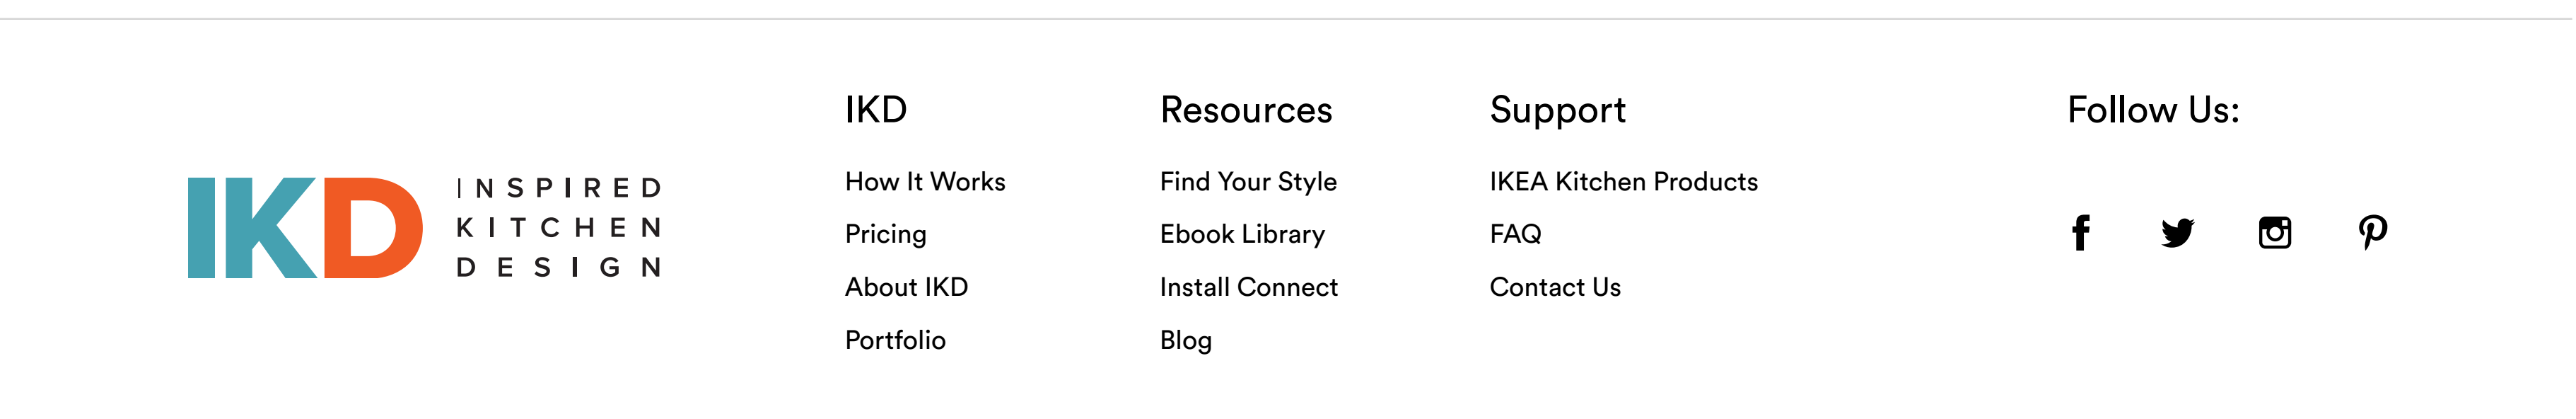 IKD
INSPIRED
KITCHEN
DESIGN
IKD
How It Works
Pricing
About IKD
Portfolio
Resources
Find Your Style
Ebook Library
Install Connect
Blog
Support
IKEA Kitchen Products
FAQ
Contact Us
Follow Us: